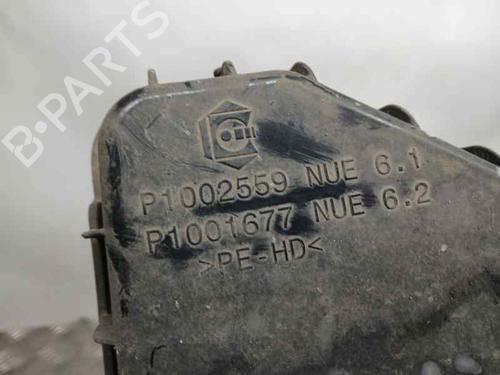 B-PARTS
P1002559 NUE 6.1
P1001677 NUE 6.2
>PE-HD<